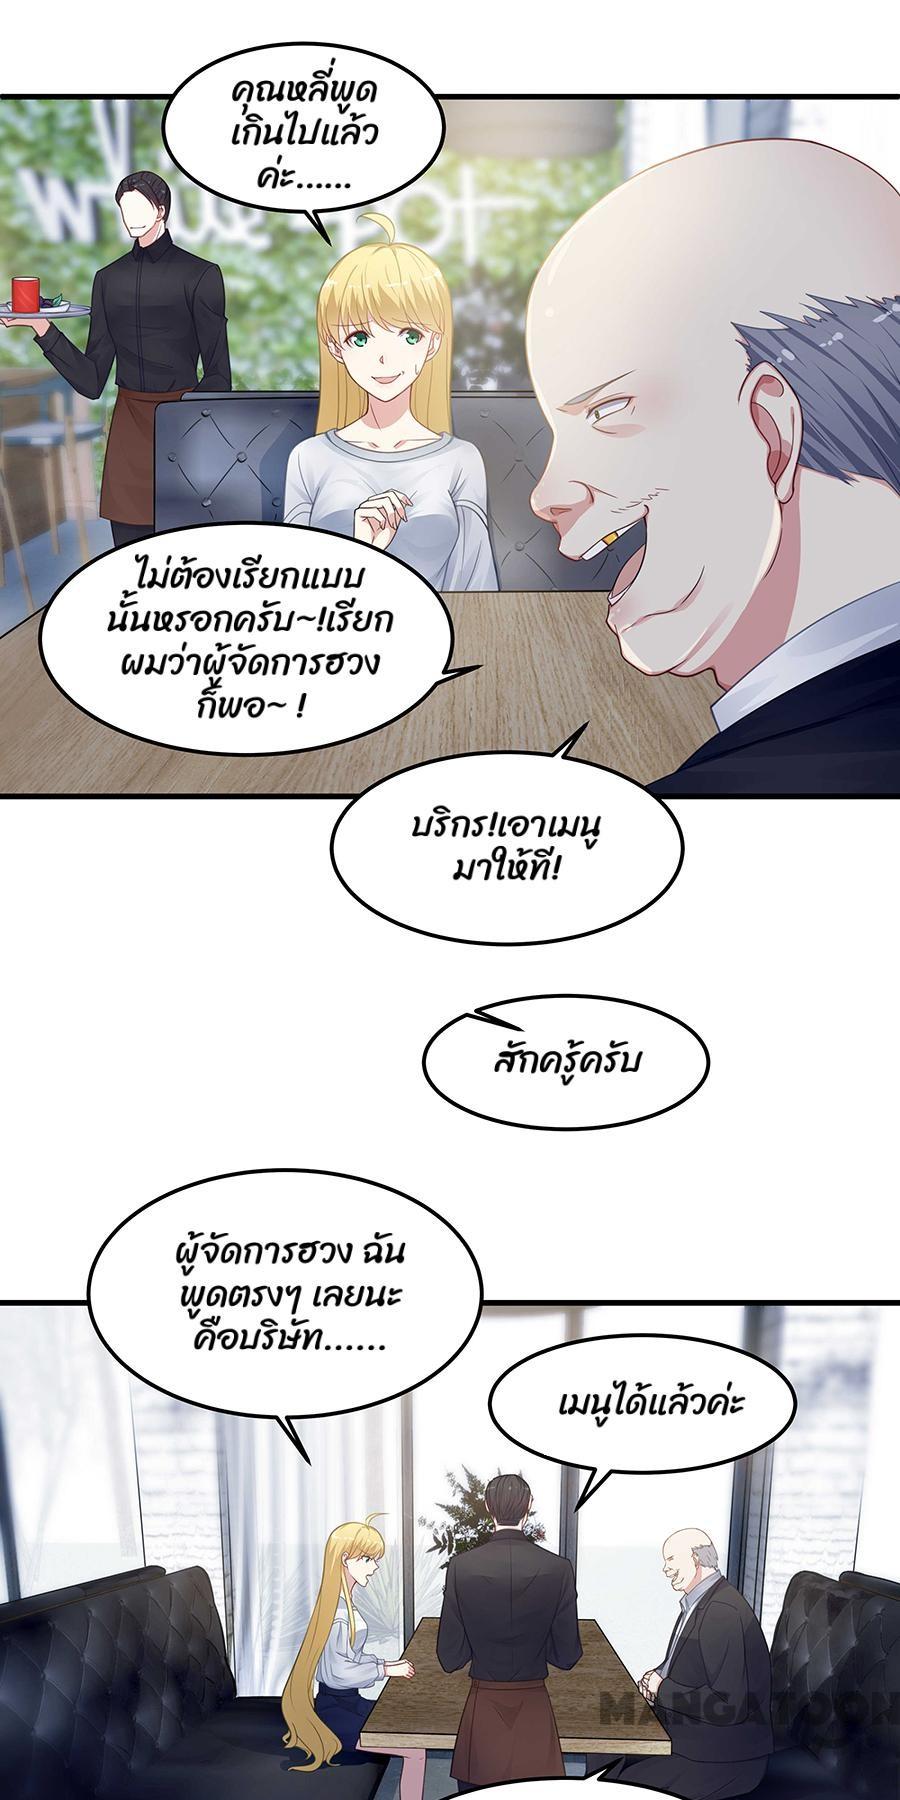 คุณหลี่พูด
เกินไปแล้ว
ค่ะ......
ไม่ต้องเรียกแบบ
นั้นหรอกครับ~!เรียก
ผมว่าผู้จัดการฮวง
ก็พอ~ !
บริกร!เอาเมนู
มาให้ที!
สักครู่ครับ
ผู้จัดการฮวง ฉัน
พูดตรงๆ เลยนะ
คือบริษัท......
เมนูได้แล้วค่ะ
MANGATOON